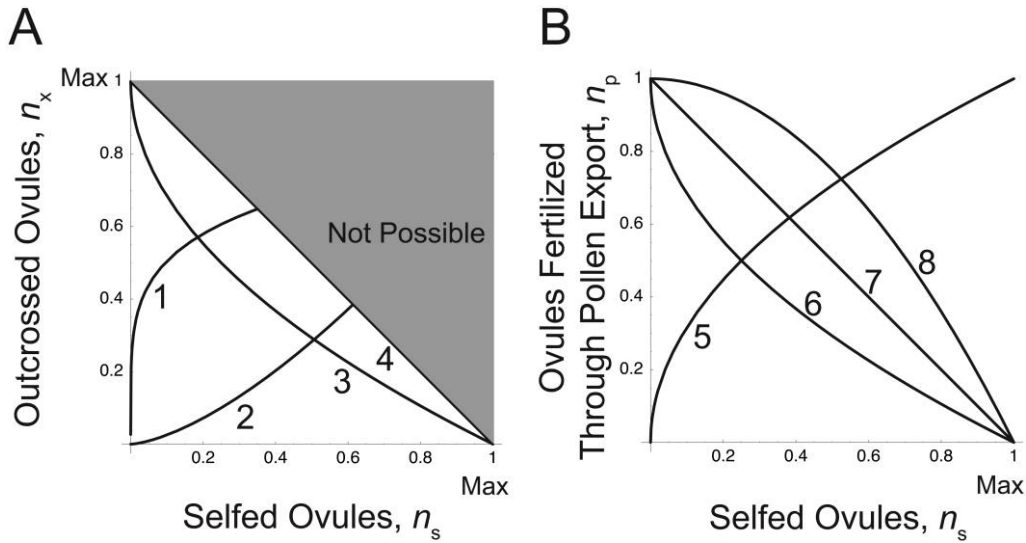 A
Max 1
0.8
0.6
0.4
0.2
Outcrossed Ovules, nx
Not Possible
1
2
3
4
0.2
0.4
0.6
0.8
1
Max
Selfed Ovules, ns
B
1
0.8
0.6
0.4
0.2
Ovules Fertilized
Through Pollen Export, np
5
6
7
8
0.2
0.4
0.6
0.8
1
Max
Selfed Ovules, ns